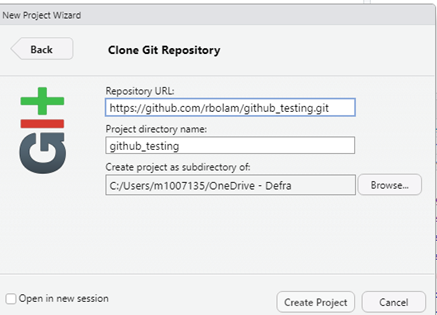 New Project Wizard
Back
Clone Git Repository
Repository URL:
https://github.com/rbolam/github_testing.git
Project directory name:
github_testing
Create project as subdirectory of:
C:/Users/m1007135/OneDrive - Defra
Browse...
GIt
Open in new session
Create Project
Cancel